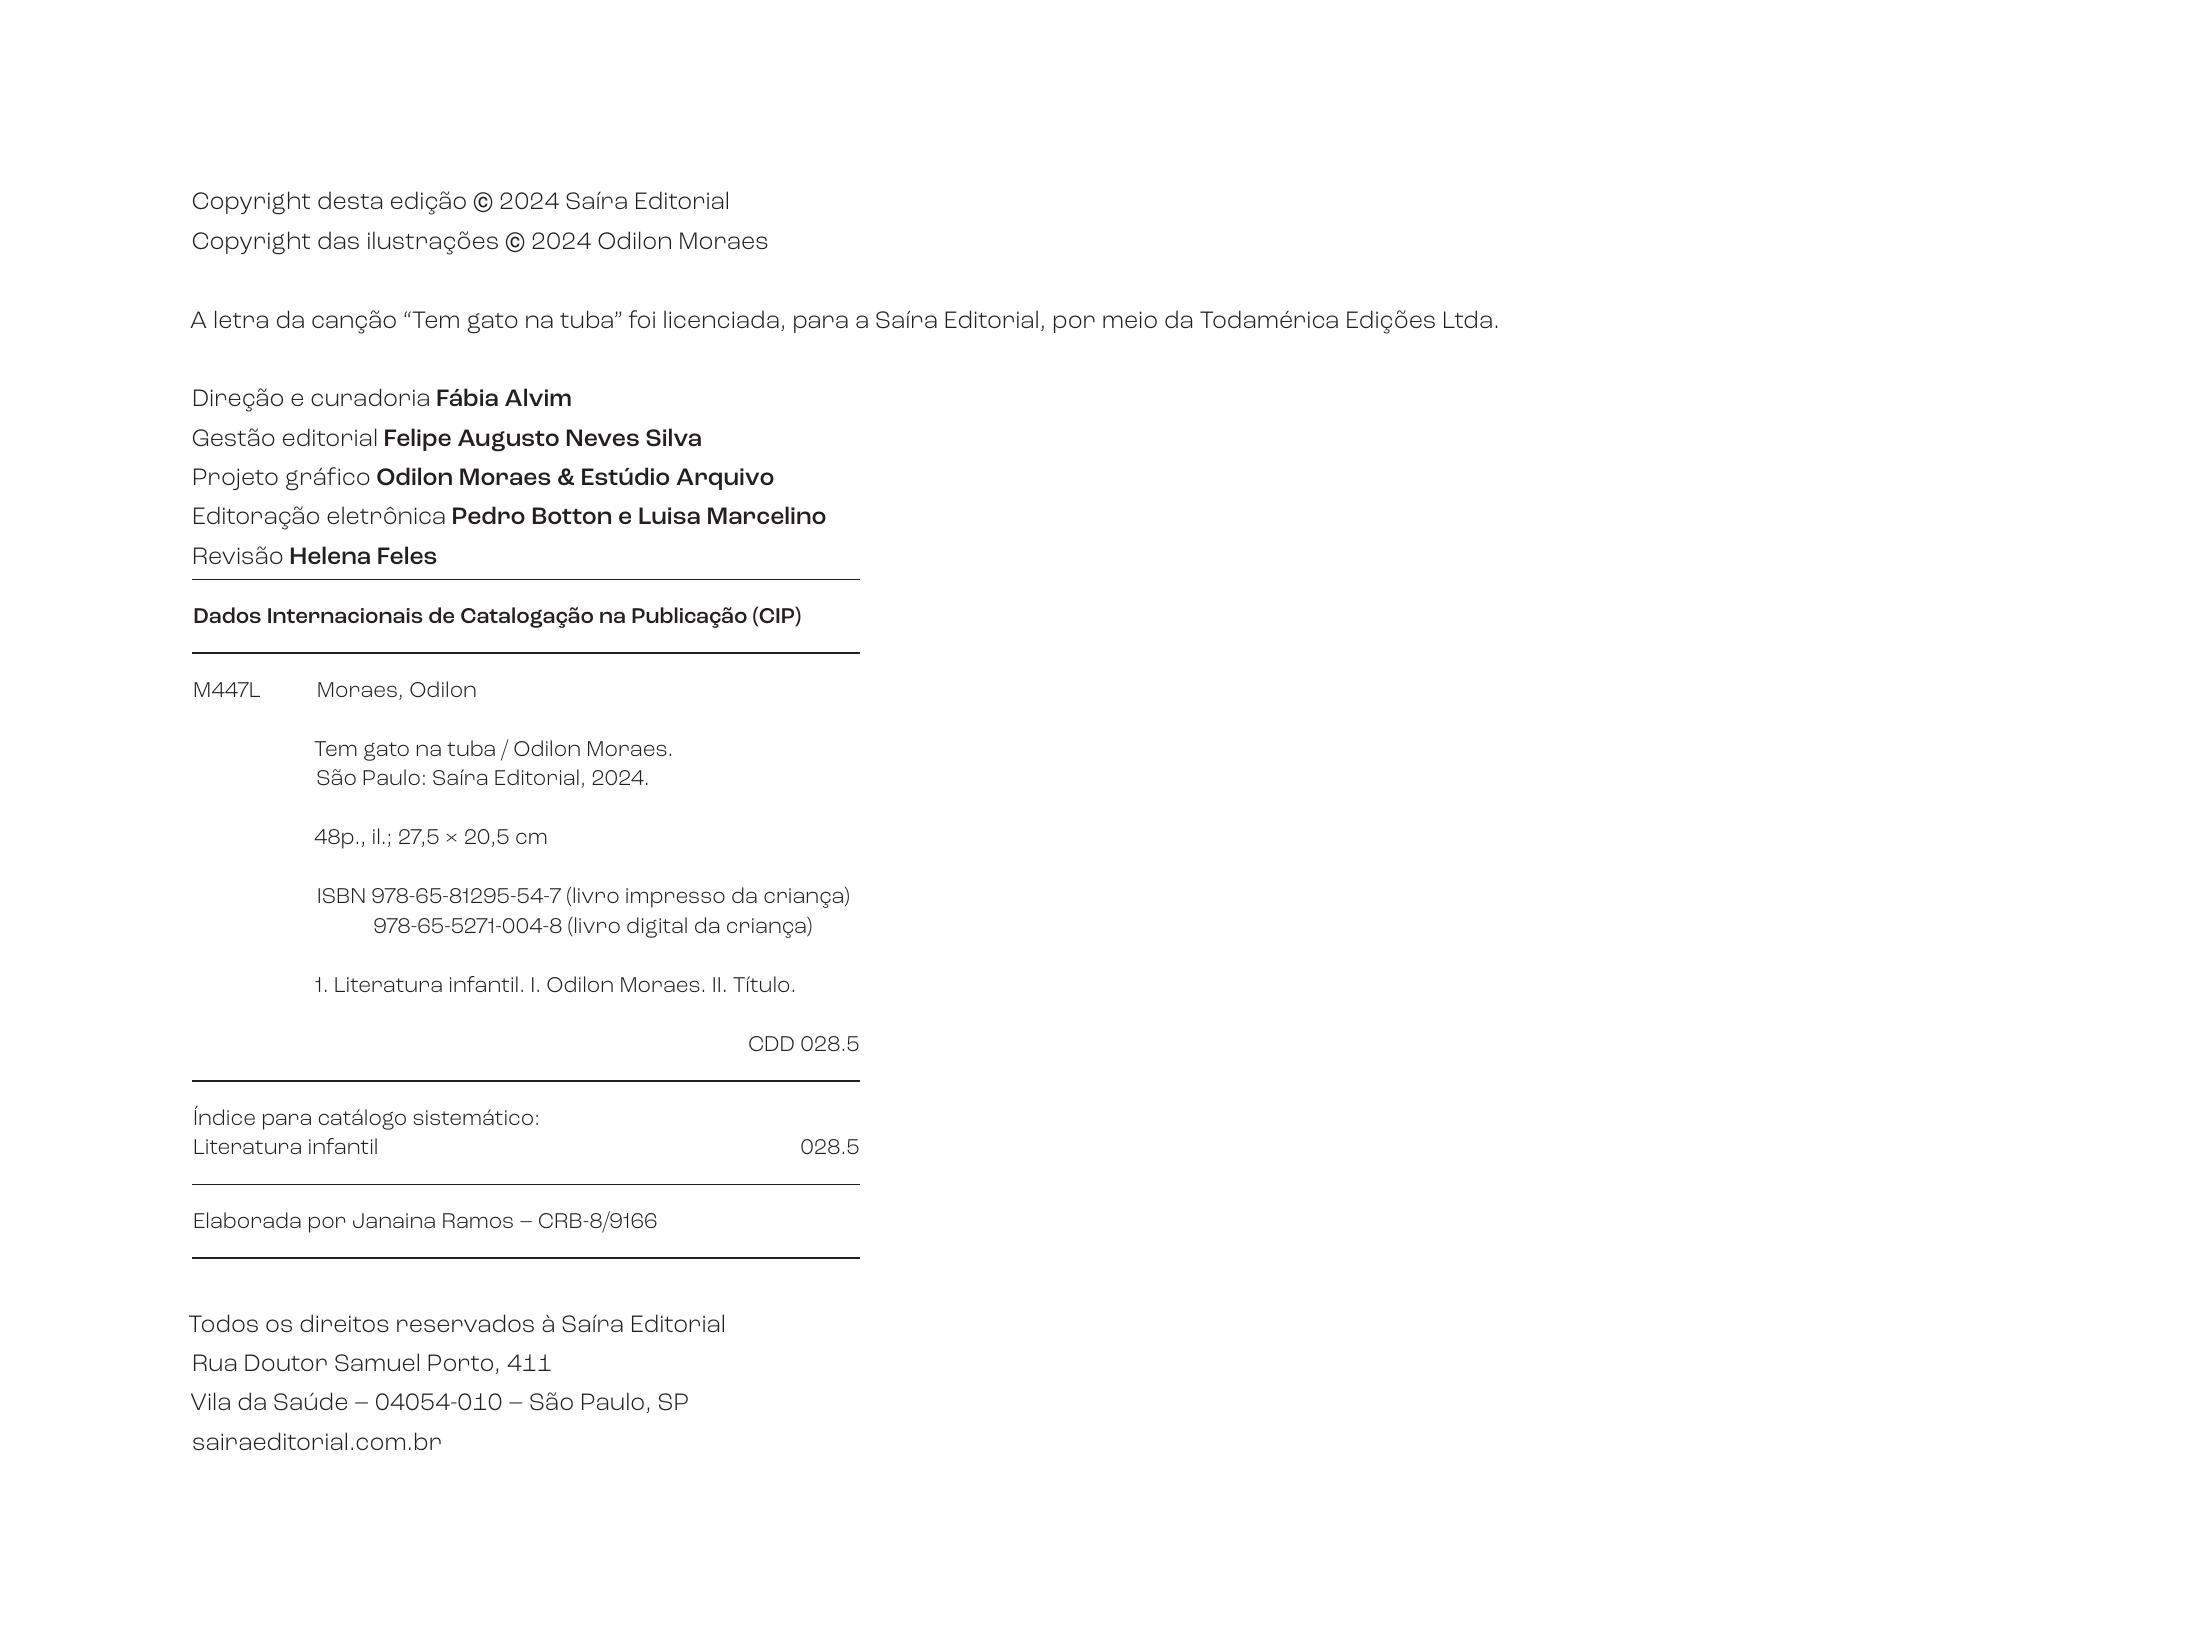 Copyright desta edição © 2024 Saíra Editorial
Copyright das ilustrações © 2024 Odilon Moraes
A letra da canção “Tem gato na tuba” foi licenciada, para a Saíra Editorial, por meio da Todamérica Edições Ltda.
Direção e curadoria Fábia Alvim
Gestão editorial Felipe Augusto Neves Silva
Projeto gráfico Odilon Moraes & Estúdio Arquivo
Editoração eletrônica Pedro Botton e Luisa Marcelino
Revisão Helena Feles
Dados Internacionais de Catalogação na Publicação (CIP)
M447L Moraes, Odilon
Tem gato na tuba / Odilon Moraes.
São Paulo: Saíra Editorial, 2024.
48p., il.; 27,5 × 20,5 cm
ISBN 978-65-81295-54-7 (livro impresso da criança)
978-65-5271-004-8 (livro digital da criança)
1. Literatura infantil. I. Odilon Moraes. II. Título.
CDD 028.5
Índice para catálogo sistemático:
Literatura infantil 028.5
Elaborada por Janaina Ramos – CRB-8/9166
Todos os direitos reservados à Saíra Editorial
Rua Doutor Samuel Porto, 411
Vila da Saúde – 04054-010 – São Paulo, SP
sairaeditorial.com.br